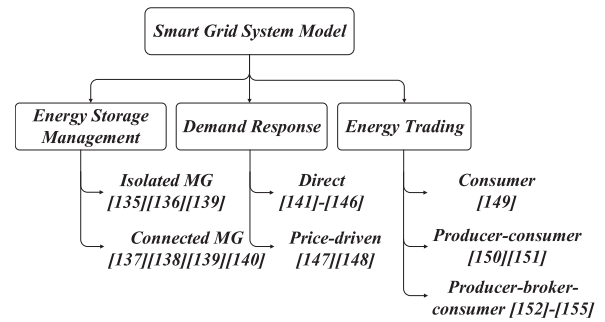 Smart Grid System Model
Energy Storage
Management
Demand Response
Energy Trading
Isolated MG
[135][136][139]
Connected MG
[137][138][139][140]
Direct
[141]-[146]
Price-driven
[147][148]
Consumer
[149]
Producer-consumer
[150][151]
Producer-broker-
consumer [152]-[155]